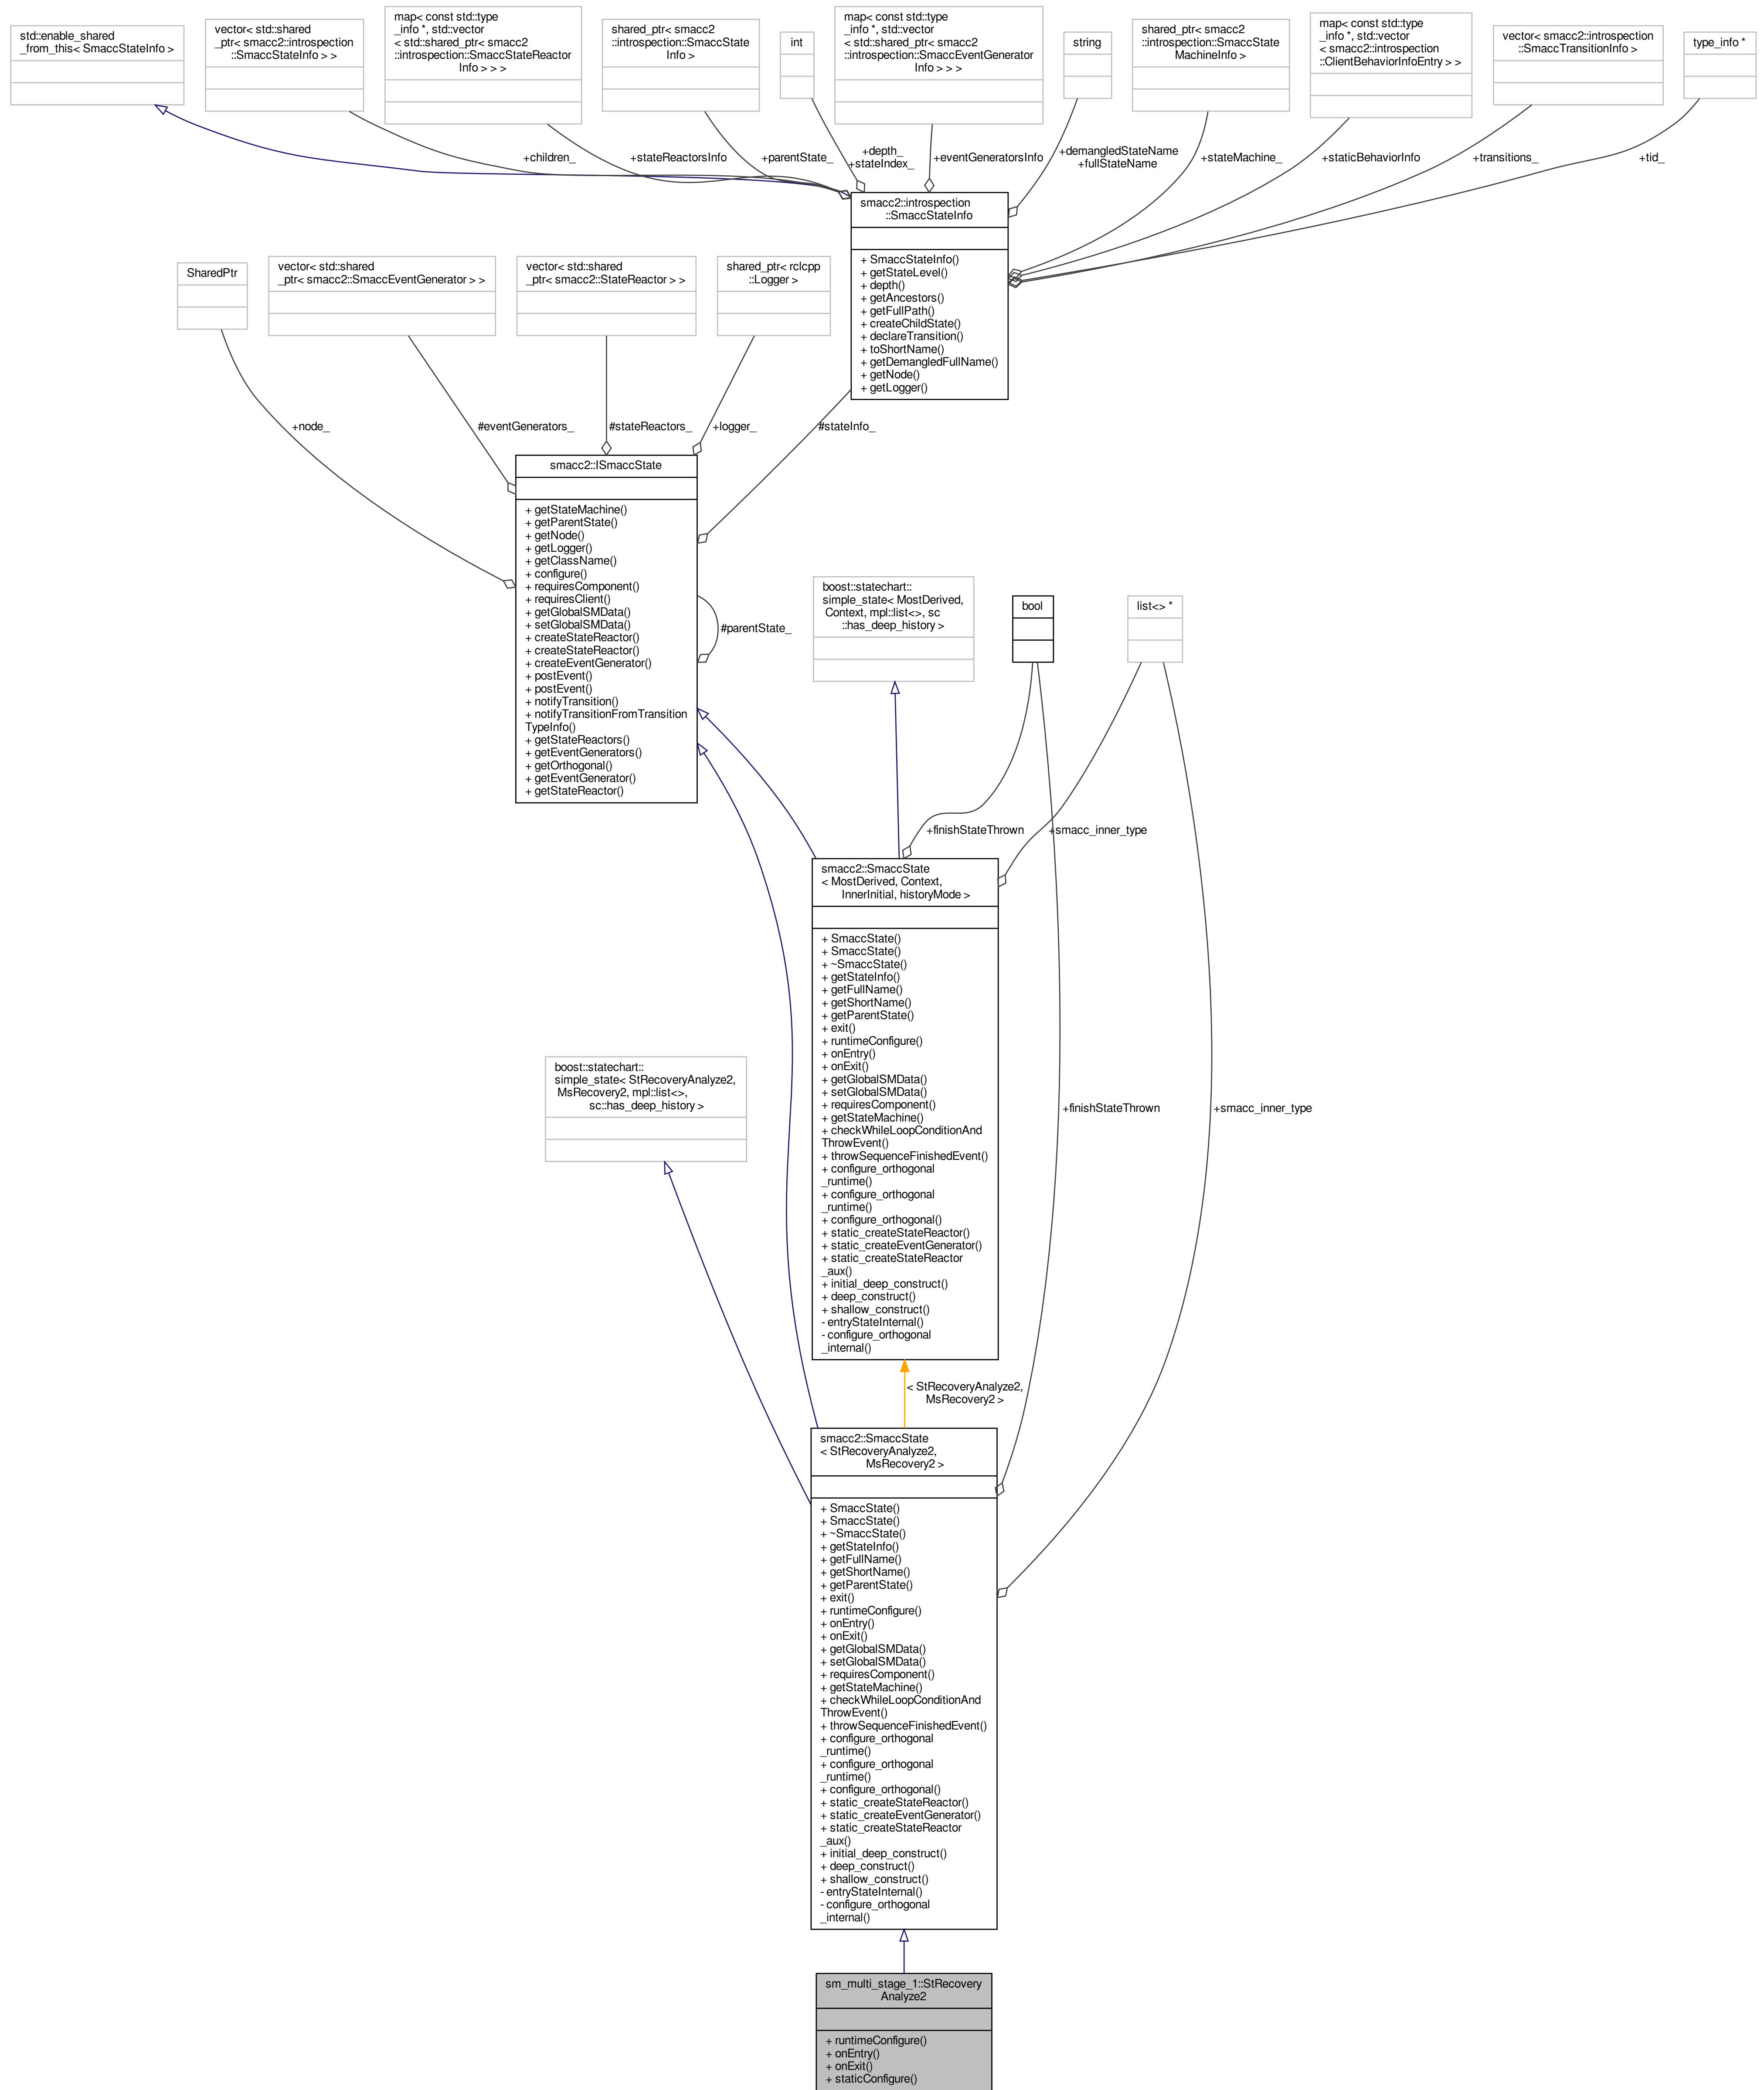 std::enable_shared
_from_this< SmaccStateInfo >
vector< std::shared
_ptr< smacc2::introspection
::SmaccStateInfo > >
map< const std::type
_info *, std::vector
< std::shared_ptr< smacc2
::introspection::SmaccStateReactor
Info > > >
shared_ptr< smacc2
::introspection::SmaccState
Info >
int
map< const std::type
_info *, std::vector
< std::shared_ptr< smacc2
::introspection::SmaccEventGenerator
Info > > >
string
shared_ptr< smacc2
::introspection::SmaccState
MachineInfo >
map< const std::type
_info *, std::vector
< smacc2::introspection
::ClientBehaviorInfoEntry > >
vector< smacc2::introspection
::SmaccTransitionInfo >
type_info *
+children_
+stateReactorsInfo
+parentState_
+depth_
+stateIndex_
+eventGeneratorsInfo
+demangledStateName
+fullStateName
+stateMachine_
+staticBehaviorInfo
+transitions_
+tid_
smacc2::introspection
::SmaccStateInfo
+ SmaccStateInfo()
+ getStateLevel()
+ depth()
+ getAncestors()
+ getFullPath()
+ createChildState()
+ declareTransition()
+ toShortName()
+ getDemangledFullName()
+ getNode()
+ getLogger()
SharedPtr
vector< std::shared
_ptr< smacc2::SmaccEventGenerator > >
vector< std::shared
_ptr< smacc2::StateReactor > >
shared_ptr< rclcpp
::Logger >
+node_
#eventGenerators_
#stateReactors_
+logger_
#stateInfo_
smacc2::ISmaccState
+ getStateMachine()
+ getParentState()
+ getNode()
+ getLogger()
+ getClassName()
+ configure()
+ requiresComponent()
+ requiresClient()
+ getGlobalSMData()
+ setGlobalSMData()
+ createStateReactor()
+ createStateReactor()
+ createEventGenerator()
+ postEvent()
+ postEvent()
+ notifyTransition()
+ notifyTransitionFromTransition
TypeInfo()
+ getStateReactors()
+ getEventGenerators()
+ getOrthogonal()
+ getEventGenerator()
+ getStateReactor()
#parentState_
boost::statechart::
simple_state< MostDerived,
Context, mpl::list<>, sc
::has_deep_history >
bool
list<> *
+finishStateThrown
+smacc_inner_type
smacc2::SmaccState
< MostDerived, Context,
InnerInitial, historyMode >
+ SmaccState()
+ SmaccState()
+ ~SmaccState()
+ getStateInfo()
+ getFullName()
+ getShortName()
+ getParentState()
+ exit()
+ runtimeConfigure()
+ onEntry()
+ onExit()
+ getGlobalSMData()
+ setGlobalSMData()
+ requiresComponent()
+ getStateMachine()
+ checkWhileLoopConditionAnd
ThrowEvent()
+ throwSequenceFinishedEvent()
+ configure_orthogonal
_runtime()
+ configure_orthogonal
_runtime()
+ configure_orthogonal()
+ static_createStateReactor()
+ static_createEventGenerator()
+ static_createStateReactor
_aux()
+ initial_deep_construct()
+ deep_construct()
+ shallow_construct()
- entryStateInternal()
- configure_orthogonal
_internal()
boost::statechart::
simple_state< StRecoveryAnalyze2,
MsRecovery2, mpl::list<>,
sc::has_deep_history >
+finishStateThrown
+smacc_inner_type
< StRecoveryAnalyze2,
MsRecovery2 >
smacc2::SmaccState
< StRecoveryAnalyze2,
MsRecovery2 >
+ SmaccState()
+ SmaccState()
+ ~SmaccState()
+ getStateInfo()
+ getFullName()
+ getShortName()
+ getParentState()
+ exit()
+ runtimeConfigure()
+ onEntry()
+ onExit()
+ getGlobalSMData()
+ setGlobalSMData()
+ requiresComponent()
+ getStateMachine()
+ checkWhileLoopConditionAnd
ThrowEvent()
+ throwSequenceFinishedEvent()
+ configure_orthogonal
_runtime()
+ configure_orthogonal
_runtime()
+ configure_orthogonal()
+ static_createStateReactor()
+ static_createEventGenerator()
+ static_createStateReactor
_aux()
+ initial_deep_construct()
+ deep_construct()
+ shallow_construct()
- entryStateInternal()
- configure_orthogonal
_internal()
sm_multi_stage_1::StRecovery
Analyze2
+ runtimeConfigure()
+ onEntry()
+ onExit()
+ staticConfigure()